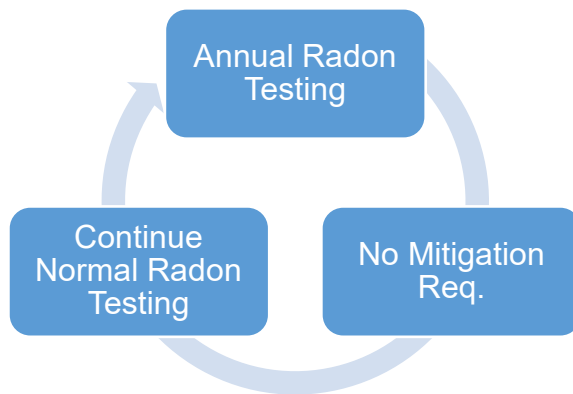 Annual Radon
Testing
No Mitigation
Req.
Continue
Normal Radon
Testing